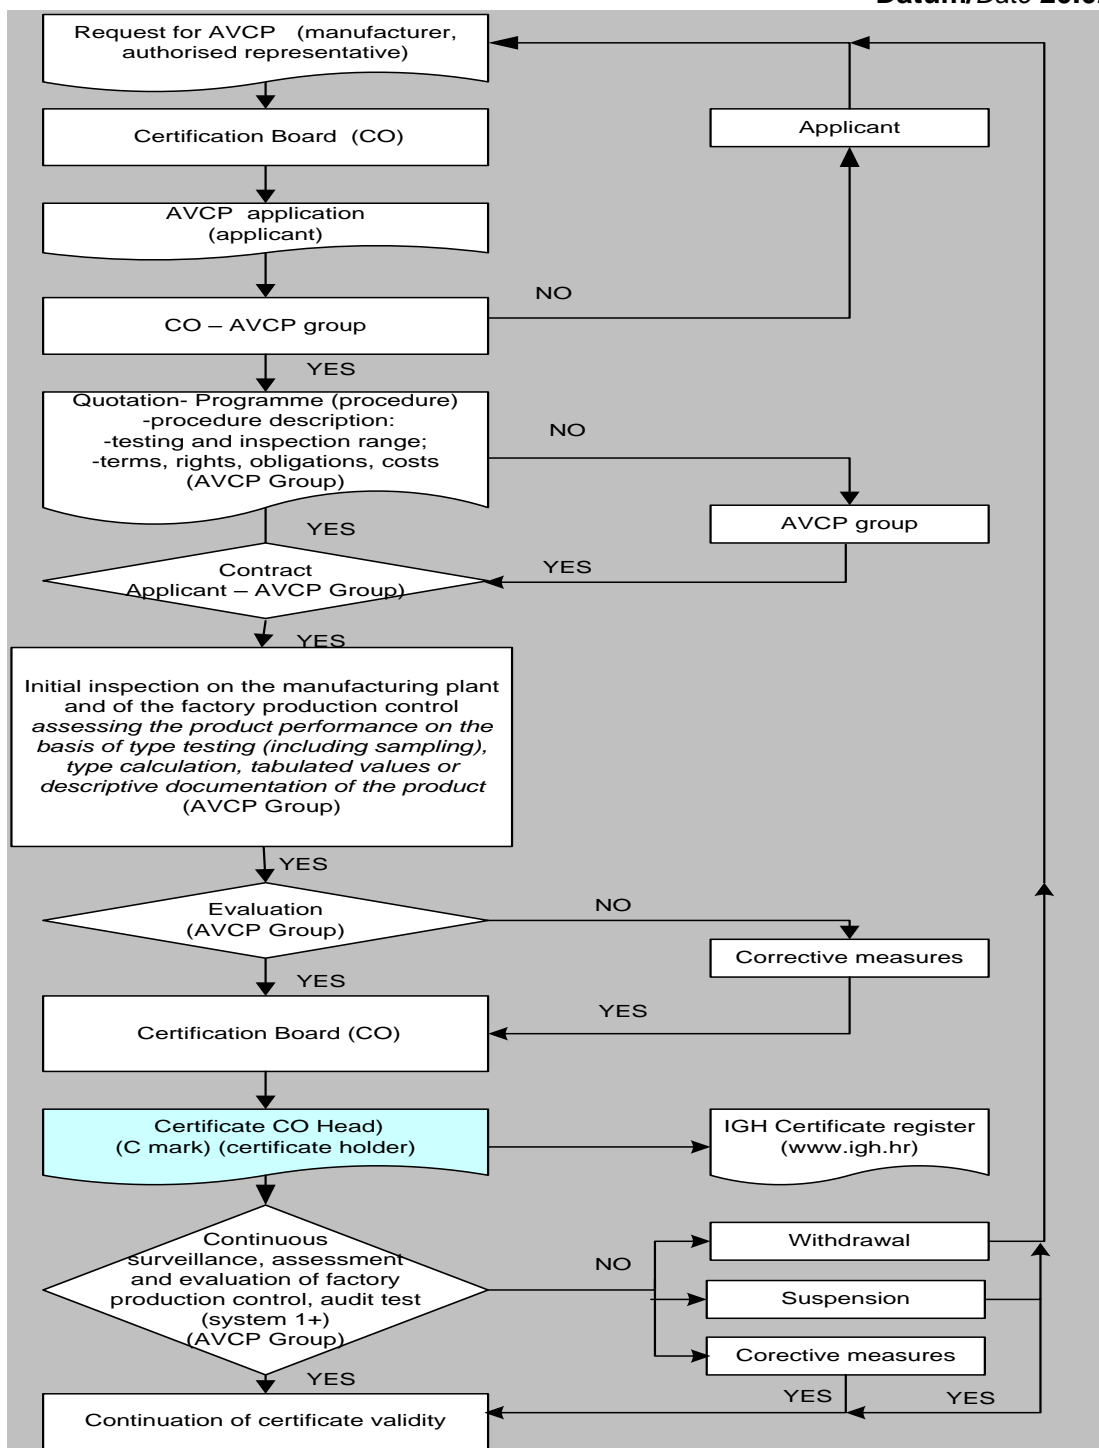 Datum/Date
Request for AVCP (manufacturer,
authorised representative)
Certification Board (CO)
Applicant
AVCP application
(applicant)
NO
CO – AVCP group
YES
Quotation- Programme (procedure)
-procedure description:
-testing and inspection range;
-terms, rights, obligations, costs
(AVCP Group)
NO
AVCP group
YES
YES
Contract
Applicant – AVCP Group)
YES
Initial inspection on the manufacturing plant
and of the factory production control
assessing the product performance on the
basis of type testing (including sampling),
type calculation, tabulated values or
descriptive documentation of the product
(AVCP Group)
YES
Evaluation
(AVCP Group)
NO
Corrective measures
YES
YES
Certification Board (CO)
Certificate CO Head)
(C mark) (certificate holder)
IGH Certificate register
(www.igh.hr)
Continuous
surveillance, assessment
and evaluation of factory
production control, audit test
(system 1+)
(AVCP Group)
NO
Withdrawal
Suspension
Corective measures
YES
YES
YES
Continuation of certificate validity